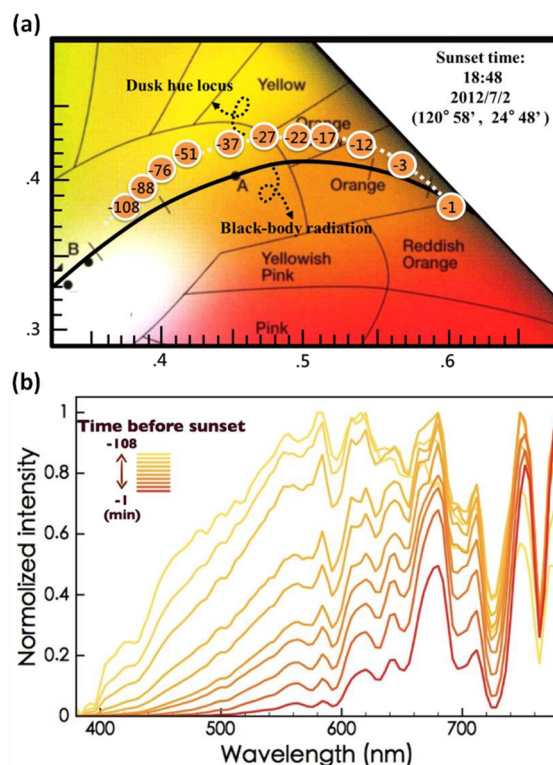 (a)
Sunset time:
18:48
2012/7/2
(120° 58', 24° 48')
Dusk hue locus
Yellow
Orange
Yellow
-108
-88
-76
-51
-37
-27
-22
-17
-12
-3
-1
.4
A
Orange
Black-body radiation
B
Yellowish
Pink
Reddish
Orange
.3
Pink
.4
.5
.6
(b)
1
Time before sunset
-108
-1
(min)
0.8
0.6
0.4
0.2
0
Nomolized intensity
400
500
600
700
Wavelength (nm)